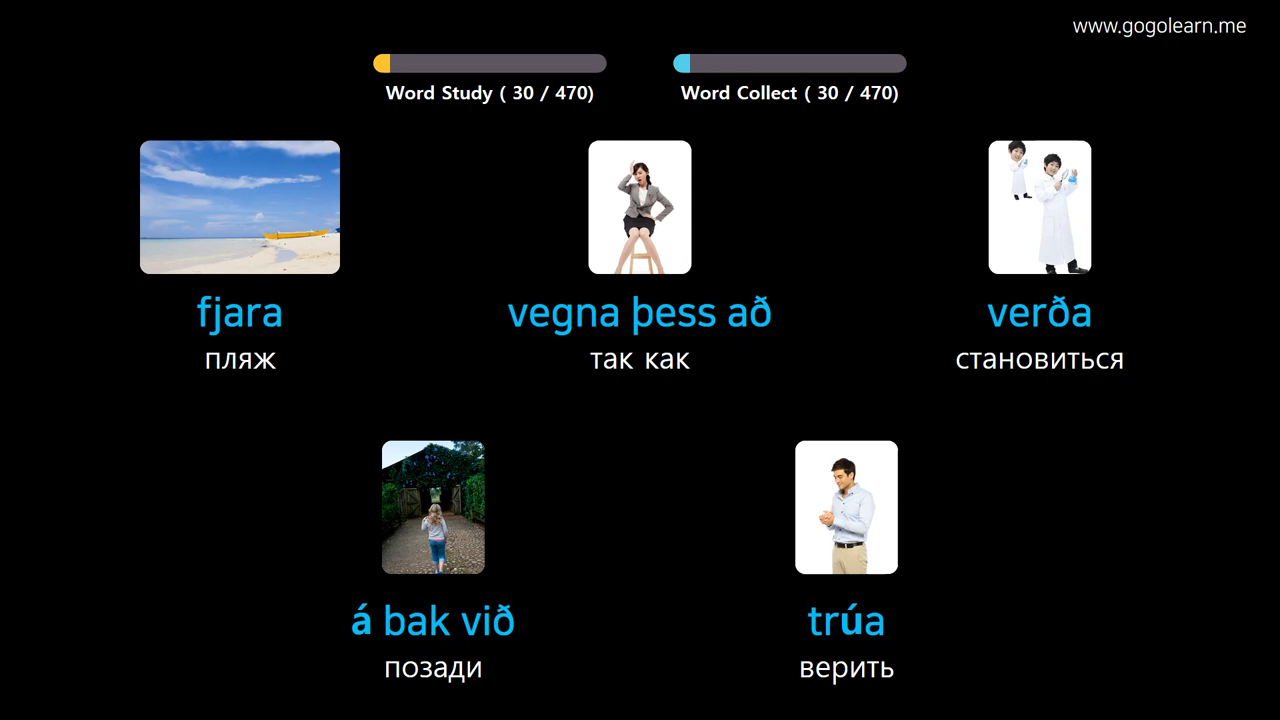 www.gogolearn.me
Word Study ( 30 / 470)
Word Collect ( 30 / 470)
fjara
пляж
vegna þess að
так как
verða
становиться
á bak við
позади
trúa
верить